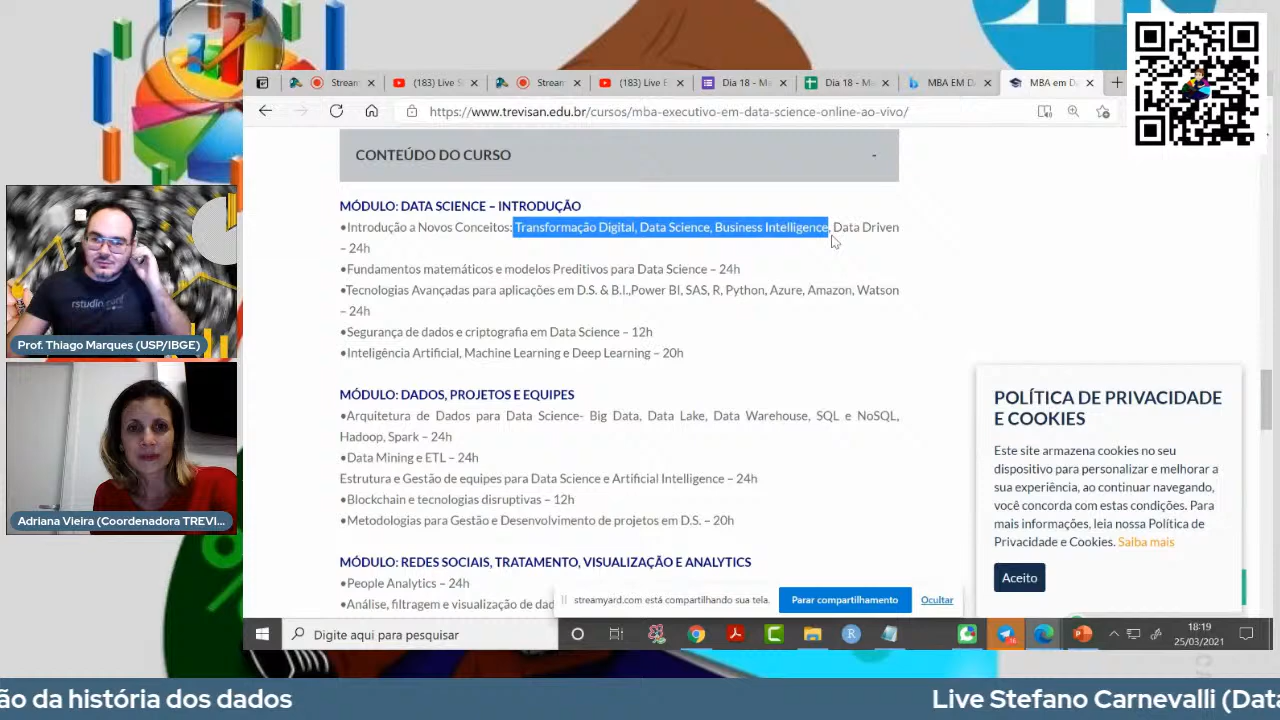 Stream
(183) Live S
Stream
(183) Live E
Dia 18 - M
Dia 18 - M
MBA EM D
MBA em D
https://www.trevisan.edu.br/cursos/mba-executivo-em-data-science-online-ao-vivo/
CONTEÚDO DO CURSO -
MÓDULO: DATA SCIENCE – INTRODUÇÃO
•Introdução a Novos Conceitos: Transformação Digital, Data Science, Business Intelligence, Data Driven
– 24h
•Fundamentos matemáticos e modelos Preditivos para Data Science – 24h
•Tecnologias Avançadas para aplicações em D.S. & B.I.,Power BI, SAS, R, Python, Azure, Amazon, Watson
– 24h
•Segurança de dados e criptografia em Data Science – 12h
•Inteligência Artificial, Machine Learning e Deep Learning – 20h
MÓDULO: DADOS, PROJETOS E EQUIPES
•Arquitetura de Dados para Data Science- Big Data, Data Lake, Data Warehouse, SQL e NoSQL,
Hadoop, Spark – 24h
•Data Mining e ETL – 24h
Estrutura e Gestão de equipes para Data Science e Artificial Intelligence – 24h
•Blockchain e tecnologias disruptivas – 12h
•Metodologias para Gestão e Desenvolvimento de projetos em D.S. – 20h
MÓDULO: REDES SOCIAIS, TRATAMENTO, VISUALIZAÇÃO E ANALYTICS
•People Analytics – 24h
•Análise, filtragem e visualização de dad
POLÍTICA DE PRIVACIDADE
E COOKIES
Este site armazena cookies no seu
dispositivo para personalizar e melhorar a
sua experiência, ao continuar navegando,
você concorda com estas condições. Para
mais informações, leia nossa Política de
Privacidade e Cookies. Saiba mais
Aceito
streamyard.com está compartilhando sua tela.
Parar compartilhamento
Ocultar
Digite aqui para pesquisar
18:19
25/03/2021
rstudio::conf
Prof. Thiago Marques (USP/IBGE)
Adriana Vieira (Coordenadora TREVI...
ão da história dos dados
Live Stefano Carnevalli (Data